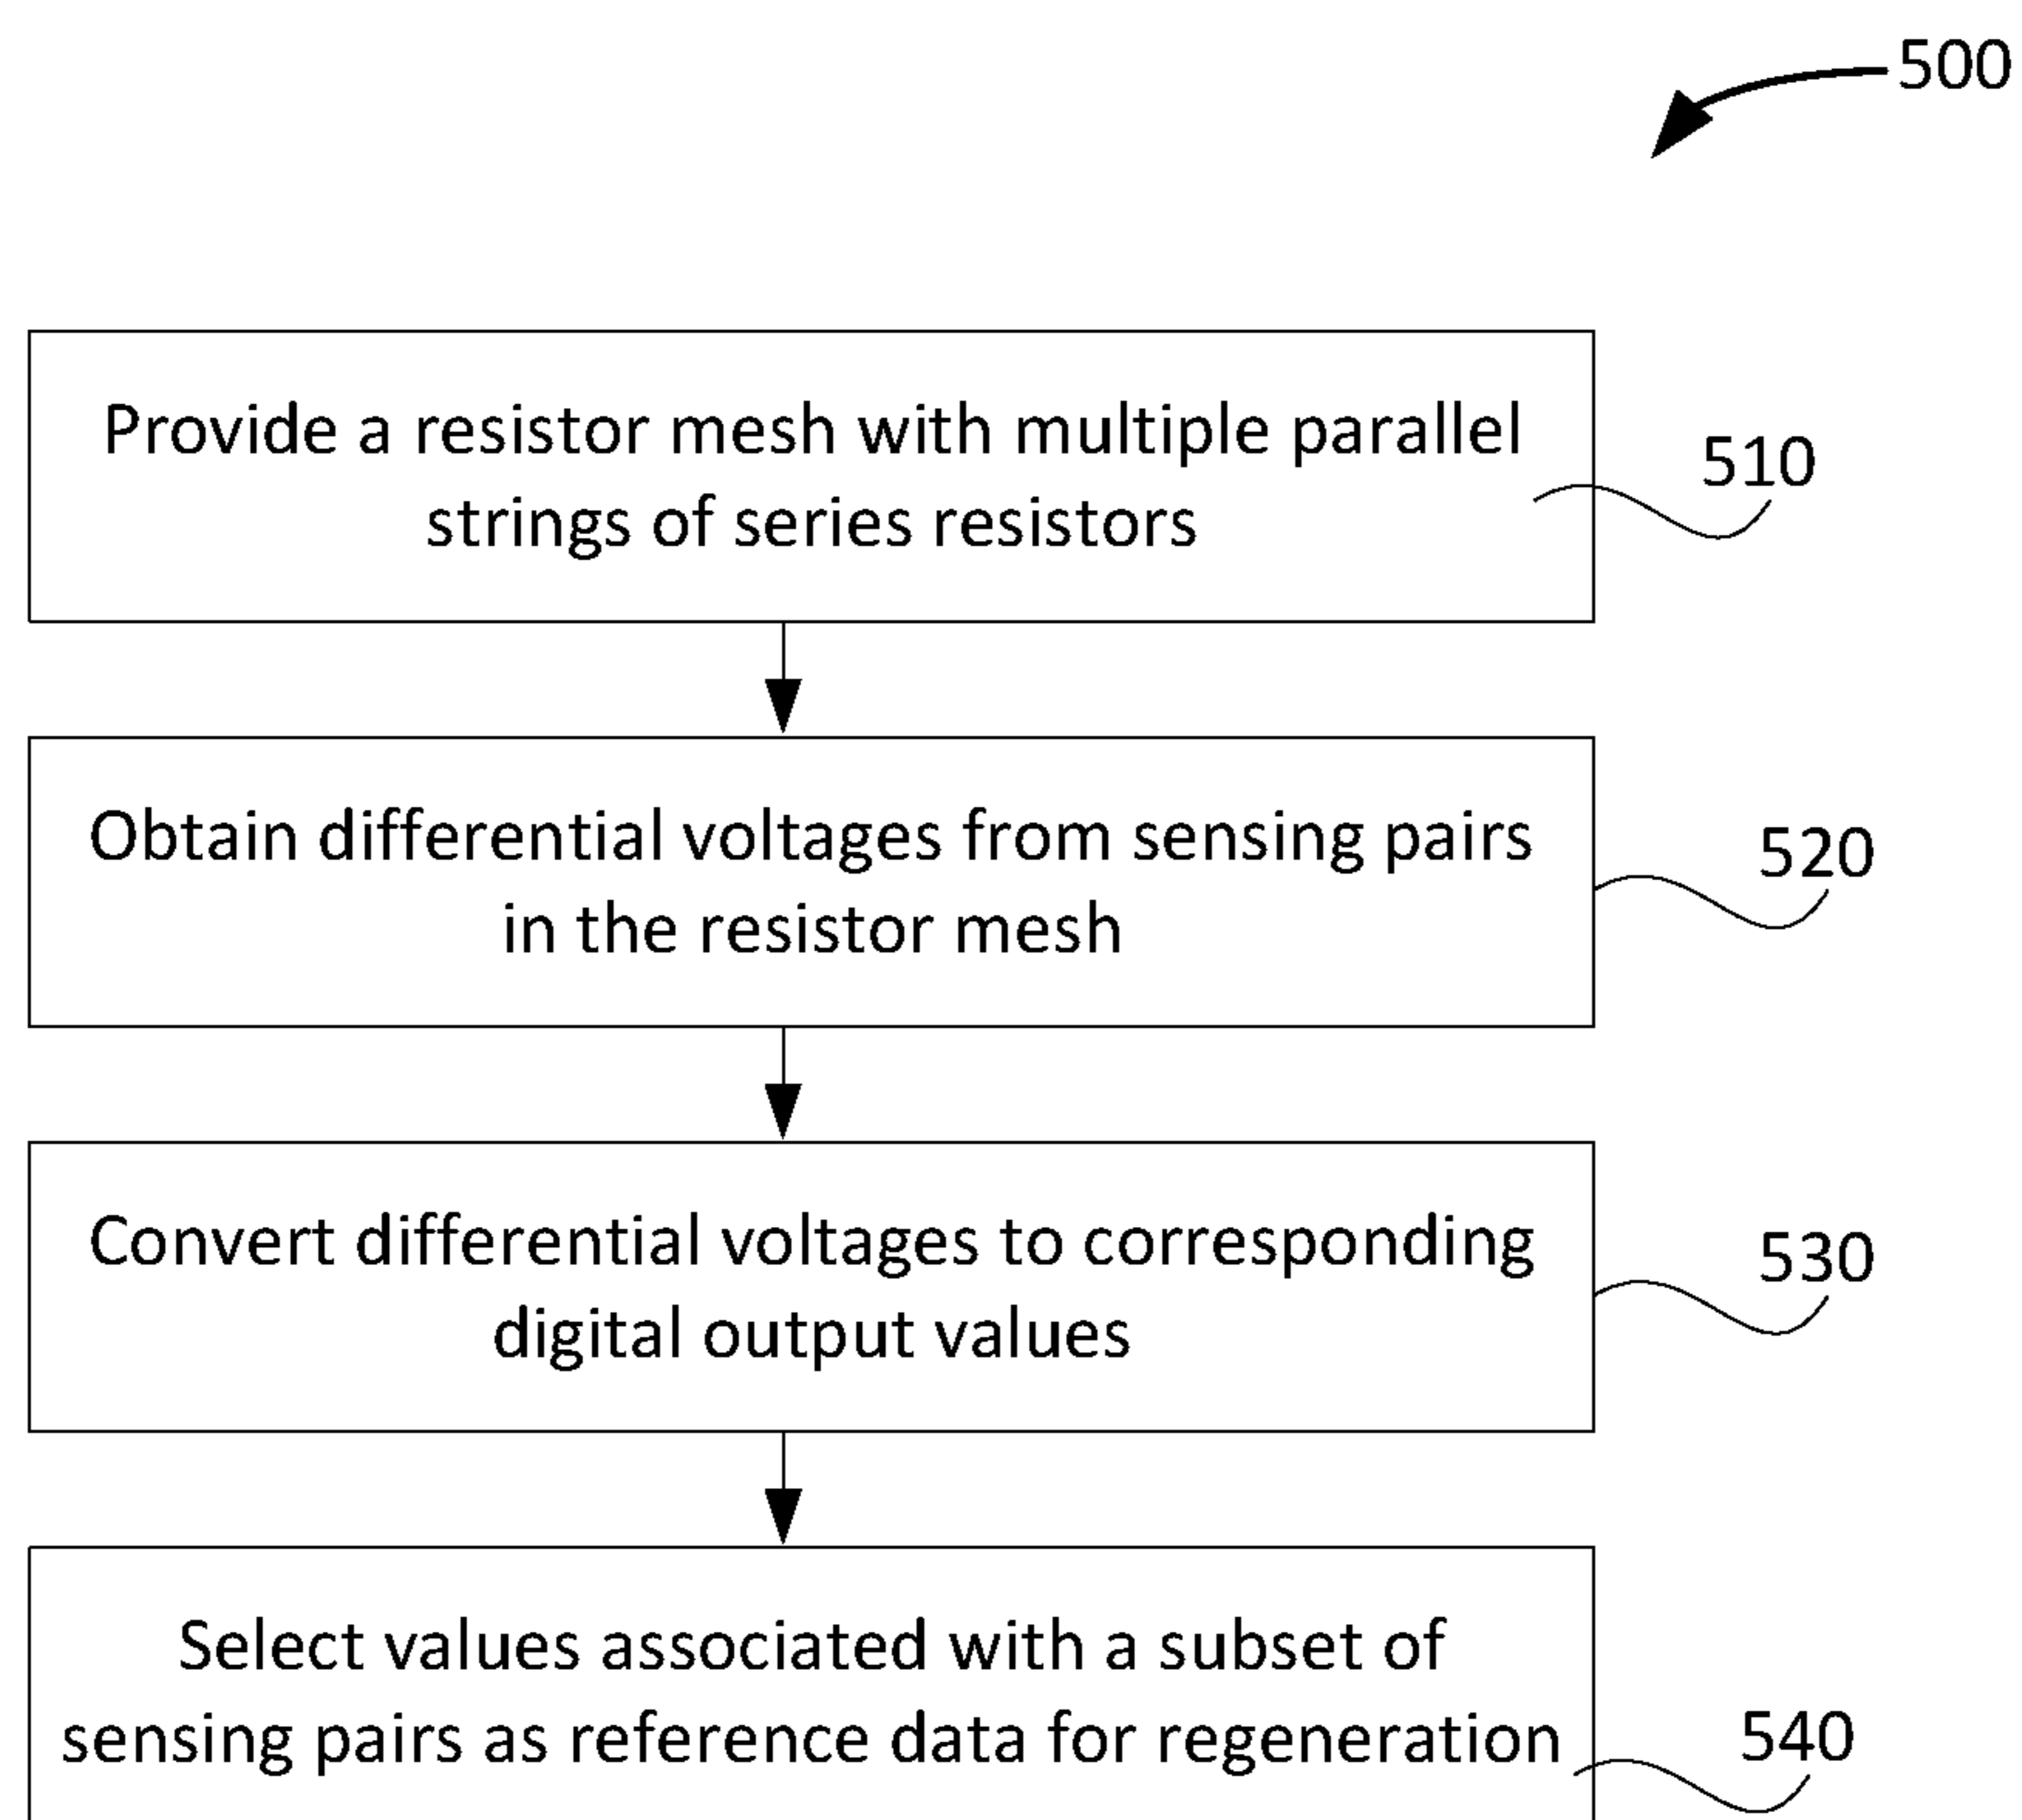 500
Provide a resistor mesh with multiple parallel
strings of series resistors
510
Obtain differential voltages from sensing pairs
in the resistor mesh
520
Convert differential voltages to corresponding
digital output values
530
Select values associated with a subset of
sensing pairs as reference data for regeneration
540